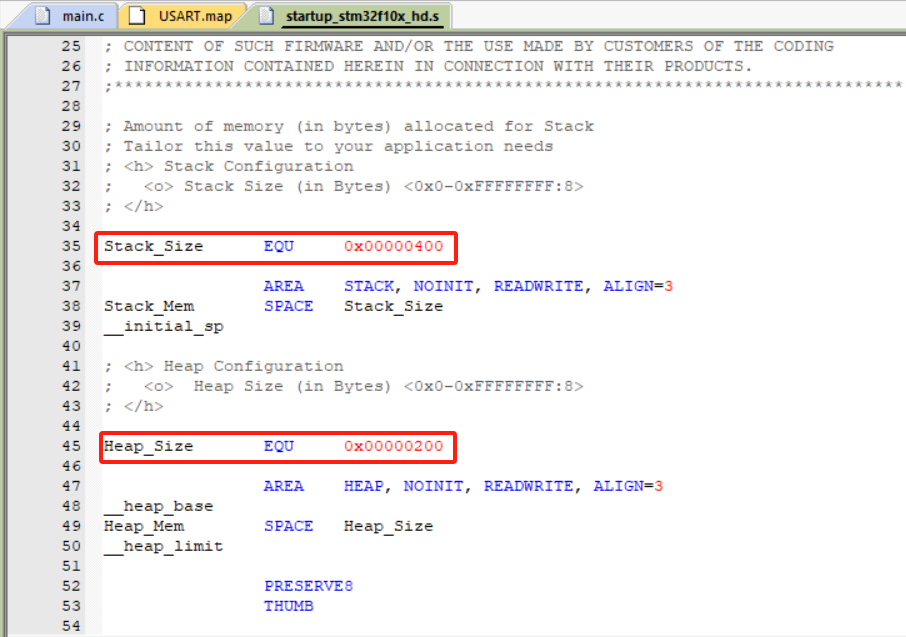 main.c USART.map startup_stm32f10x_hd.s
25 ; CONTENT OF SUCH FIRMWARE AND/OR THE USE MADE BY CUSTOMERS OF THE CODING
26 ; INFORMATION CONTAINED HEREIN IN CONNECTION WITH THEIR PRODUCTS.
27 ;*******************************************************************************
28
29 ; Amount of memory (in bytes) allocated for Stack
30 ; Tailor this value to your application needs
31 ; <h> Stack Configuration
32 ;   <o> Stack Size (in Bytes) <0x0-0xFFFFFFFF:8>
33 ; </h>
34
35 Stack_Size      EQU     0x00000400
36
37                 AREA    STACK, NOINIT, READWRITE, ALIGN=3
38 Stack_Mem       SPACE   Stack_Size
39 __initial_sp
40
41 ; <h> Heap Configuration
42 ;   <o>  Heap Size (in Bytes) <0x0-0xFFFFFFFF:8>
43 ; </h>
44
45 Heap_Size       EQU     0x00000200
46
47                 AREA    HEAP, NOINIT, READWRITE, ALIGN=3
48 __heap_base
49 Heap_Mem        SPACE   Heap_Size
50 __heap_limit
51
52                 PRESERVE8
53                 THUMB
54